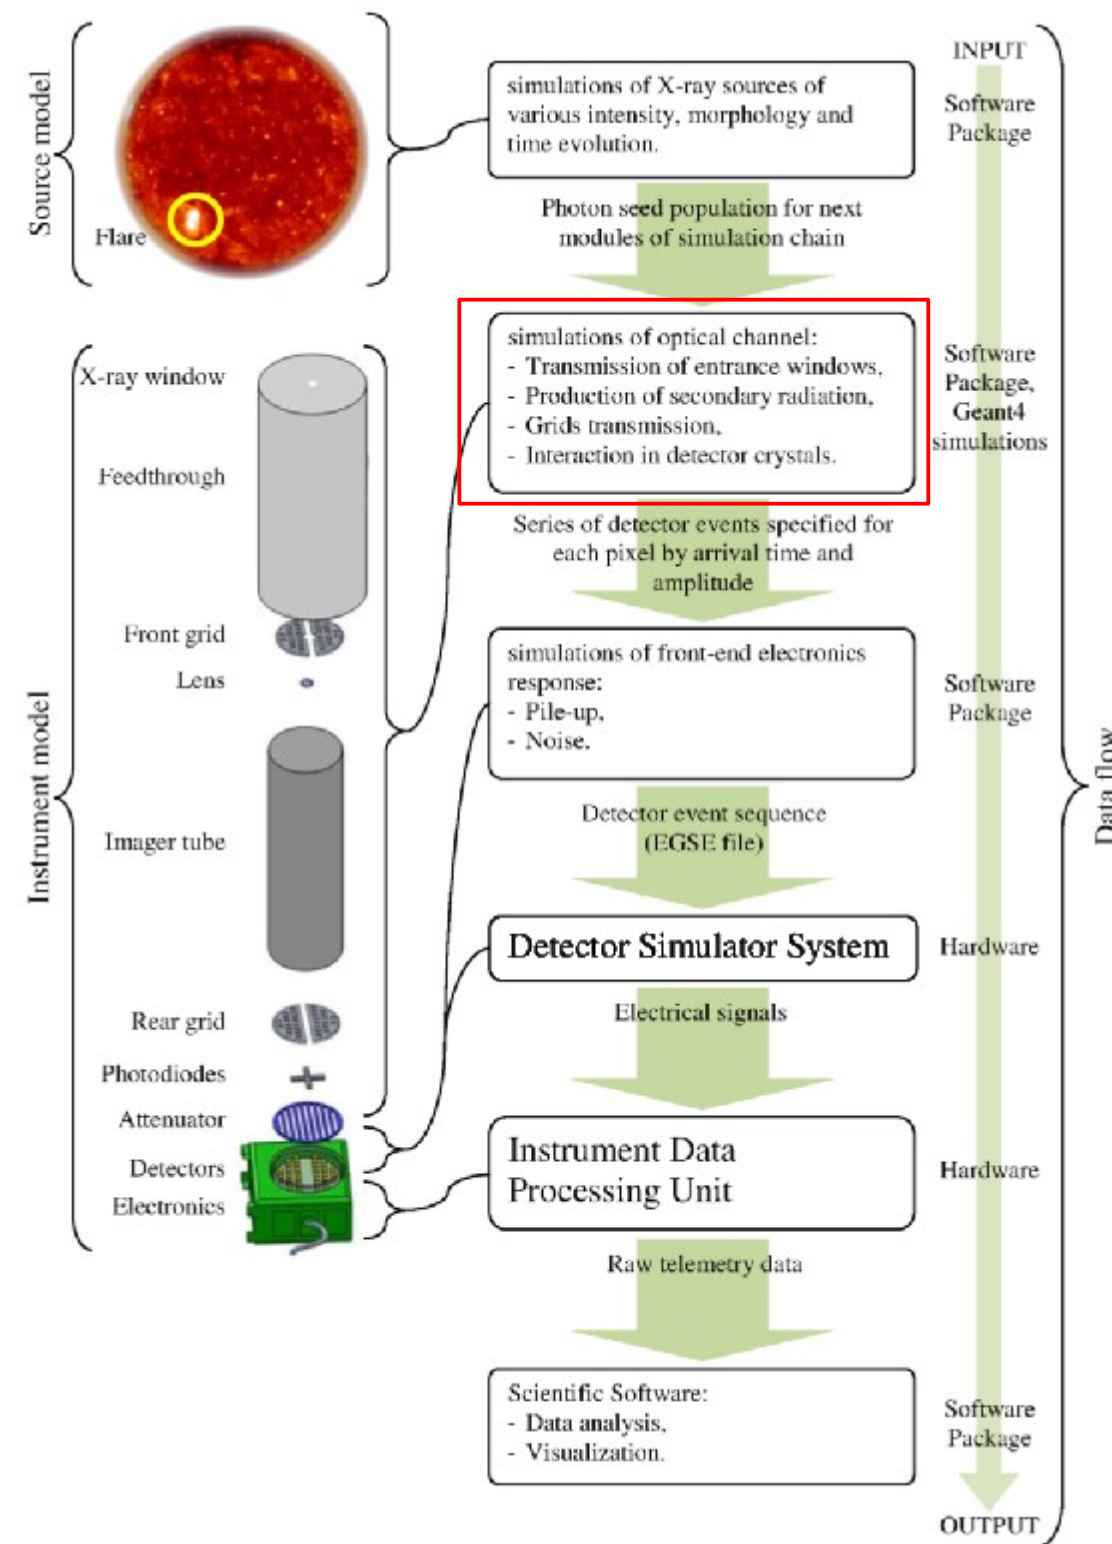 Source model
Flare
simulations of X-ray sources of
various intensity, morphology and
time evolution.
INPUT
Software
Package
Photon seed population for next
modules of simulation chain
Instrument model
X-ray window
Feedthrough
Front grid
Lens
Imager tube
Rear grid
Photodiodes
Attenuator
Detectors
Electronics
simulations of optical channel:
- Transmission of entrance windows,
- Production of secondary radiation,
- Grids transmission,
- Interaction in detector crystals.
Software
Package,
Geant4
simulations
Series of detector events specified for
each pixel by arrival time and
amplitude
simulations of front-end electronics
response:
- Pile-up,
- Noise.
Software
Package
Detector event sequence
(EGSE file)
Detector Simulator System
Hardware
Electrical signals
Instrument Data
Processing Unit
Hardware
Raw telemetry data
Scientific Software:
- Data analysis,
- Visualization.
Software
Package
OUTPUT
Data flow